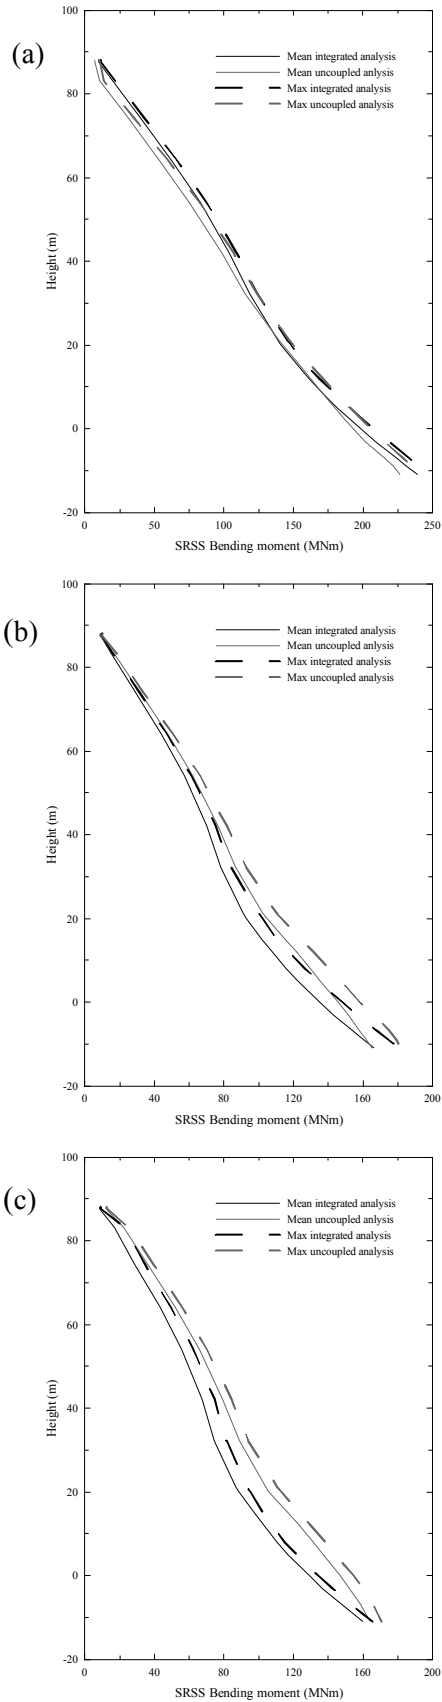 (a)
100
80
60
40
20
0
-20
Height (m)
Mean integrated analysis
Mean uncoupled anlysis
Max integrated analysis
Max uncoupled analysis
0 50 100 150 200 250
SRSS Bending moment (MNm)
(b)
100
80
60
40
20
0
-20
Height (m)
Mean integrated analysis
Mean uncoupled anlysis
Max integrated analysis
Max uncoupled analysis
0 40 80 120 160 200
SRSS Bending moment (MNm)
(c)
100
80
60
40
20
0
-20
Height (m)
Mean integrated analysis
Mean uncoupled anlysis
Max integrated analysis
Max uncoupled analysis
0 40 80 120 160 200
SRSS Bending moment (MNm)